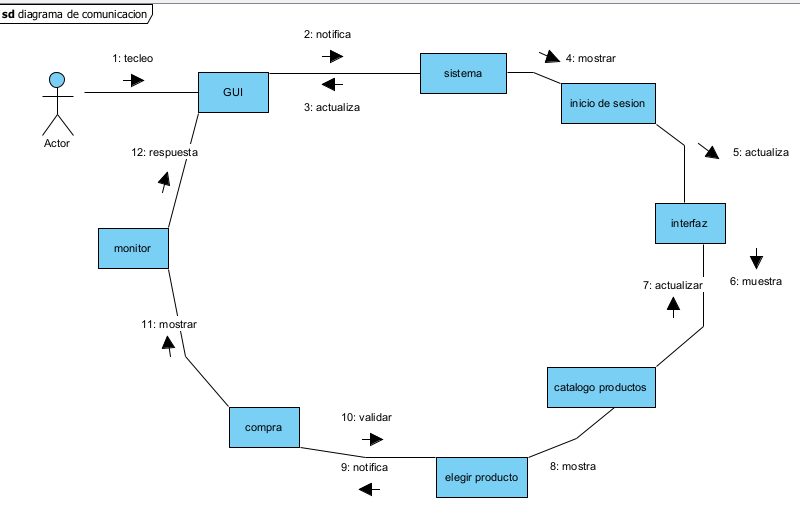 sd diagrama de comunicacion
2: notifica
1: tecleo
4: mostrar
sistema
GUI
inicio de sesion
3: actualiza
Actor
12: respuesta
5: actualiza
interfaz
monitor
7: actualizar
6: muestra
11: mostrar
catalogo productos
10: validar
compra
9: notifica
8: mostra
elegir producto